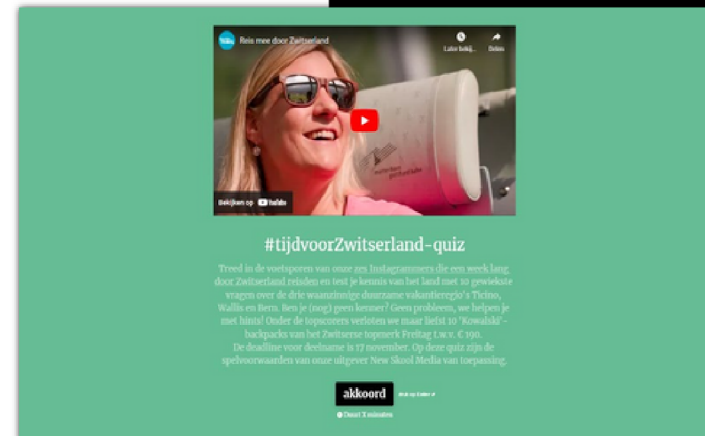 Reis mee door Zwitserland
Later bekij... Delen
Bekijken op YouTube
#tijdvoorZwitserland-quiz
Treed in de voetsporen van onze zes Instagrammers die een week lang
door Zwitserland reisden en test je kennis van het land met 10 gewiekste
vragen over de drie waanzinnige duurzame vakantieregio's Ticino,
Wallis en Bern. Ben je (nog) geen kenner? Geen probleem, we helpen je
met hints! Onder de topscorers verloten we maar liefst 10 'Kowalski'-
backpacks van het Zwitserse topmerk Freitag t.w.v. € 190.
De deadline voor deelname is 17 november. Op deze quiz zijn de
spelvoorwaarden van onze uitgever New Skool Media van toepassing.
akkoord
Duurt X minuten